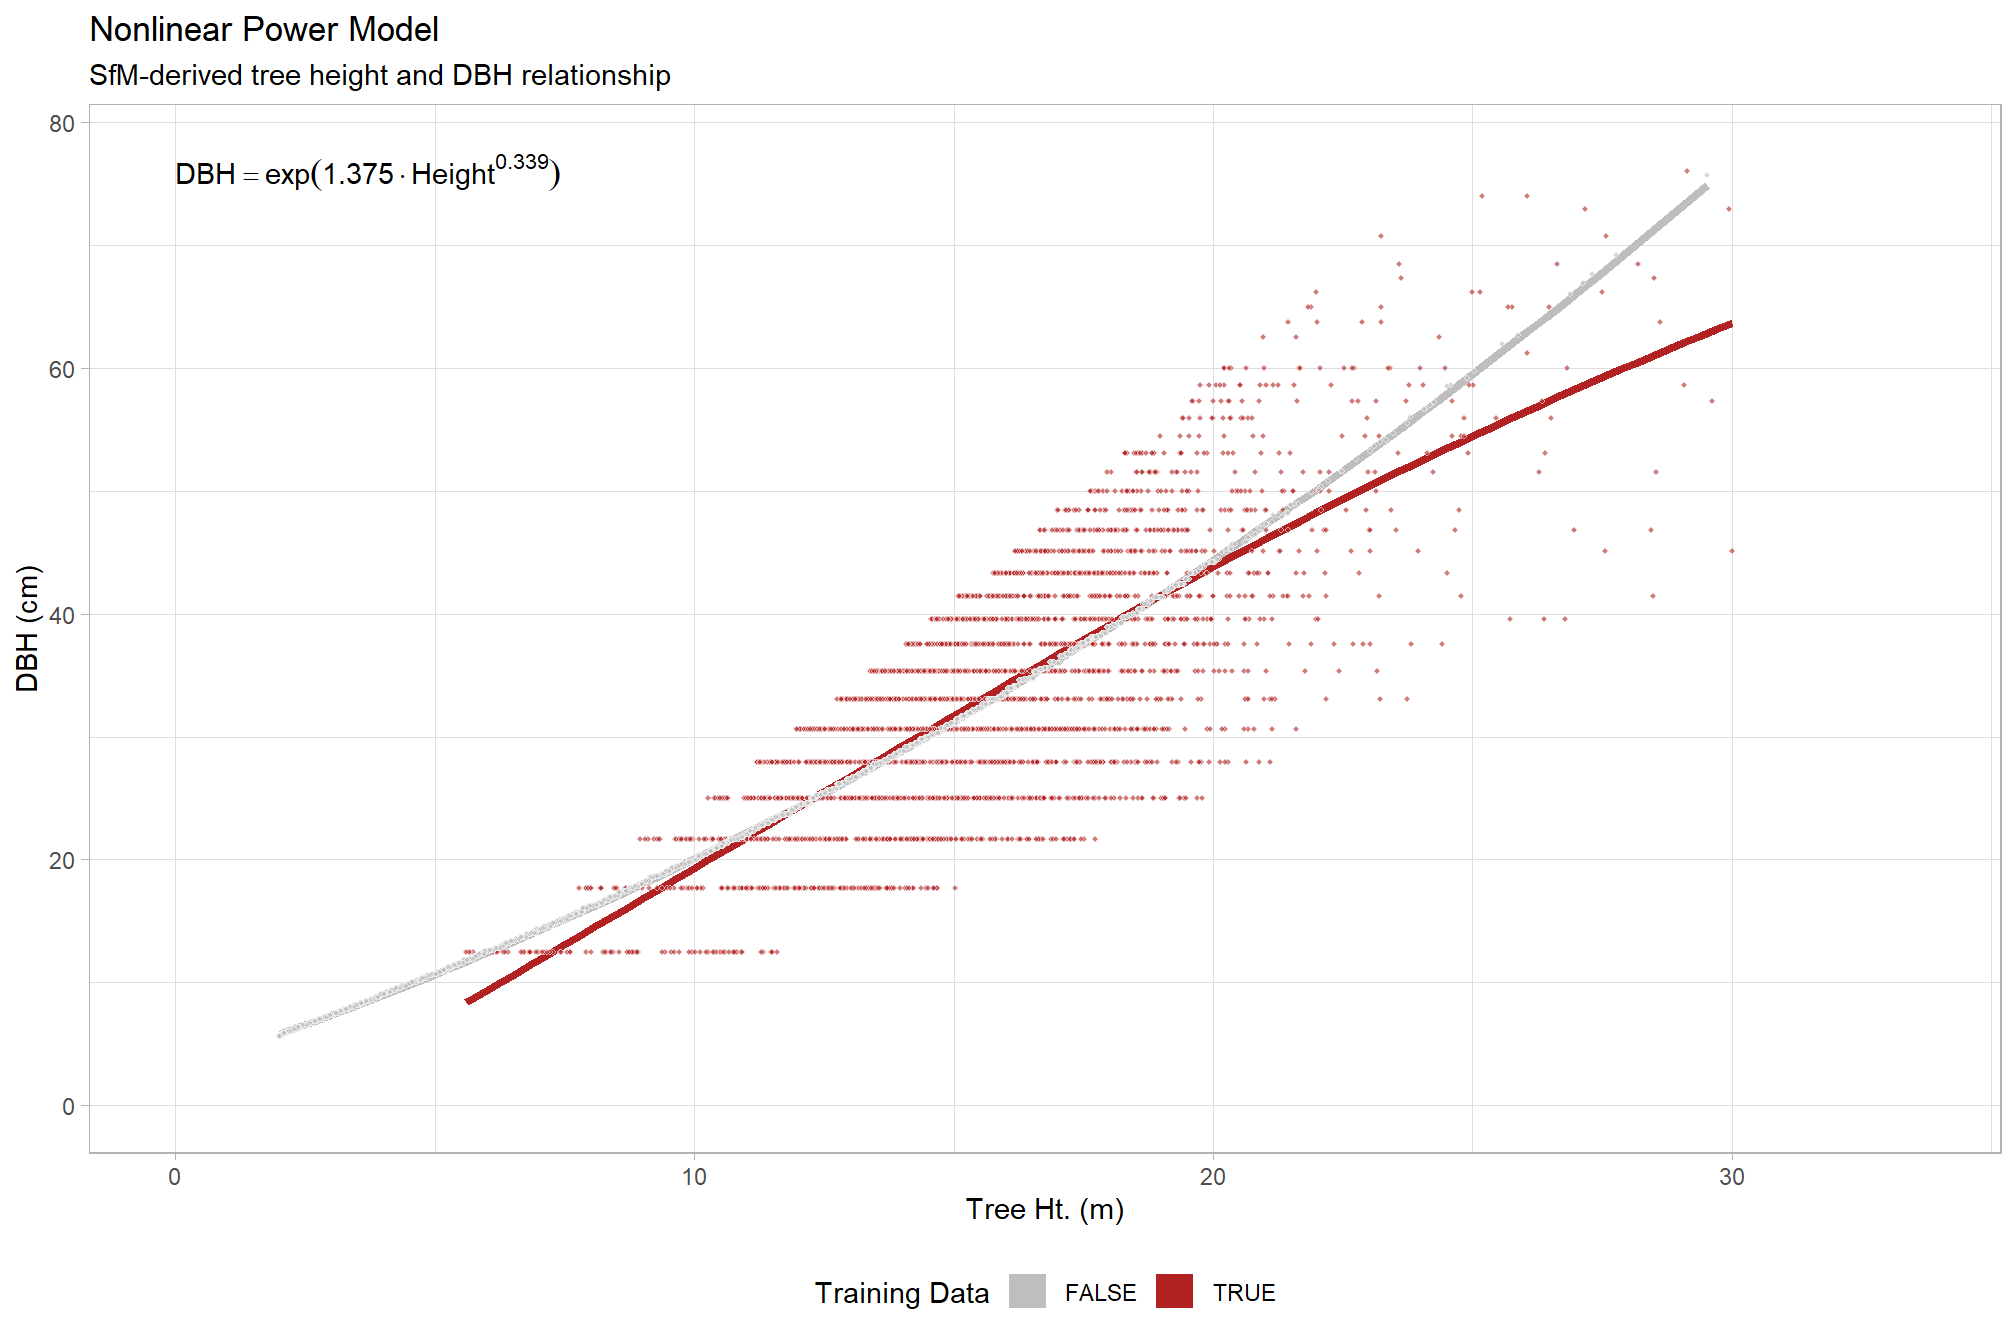 Nonlinear Power Model
SfM-derived tree height and DBH relationship
DBH = exp(1.375 · Height^0.339)
80
60
40
20
0
DBH (cm)
0 10 20 30
Tree Ht. (m)
Training Data FALSE TRUE